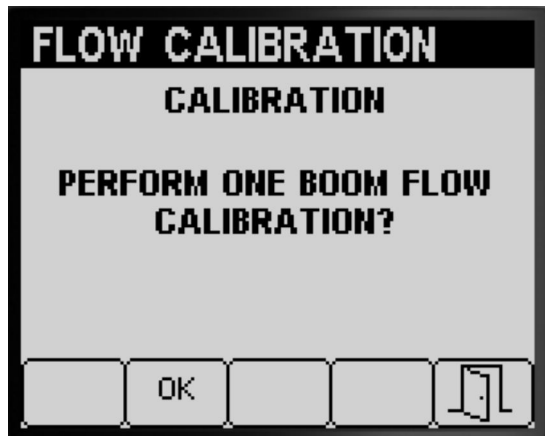 FLOW CALIBRATION
CALIBRATION
PERFORM ONE BOOM FLOW
CALIBRATION?
OK